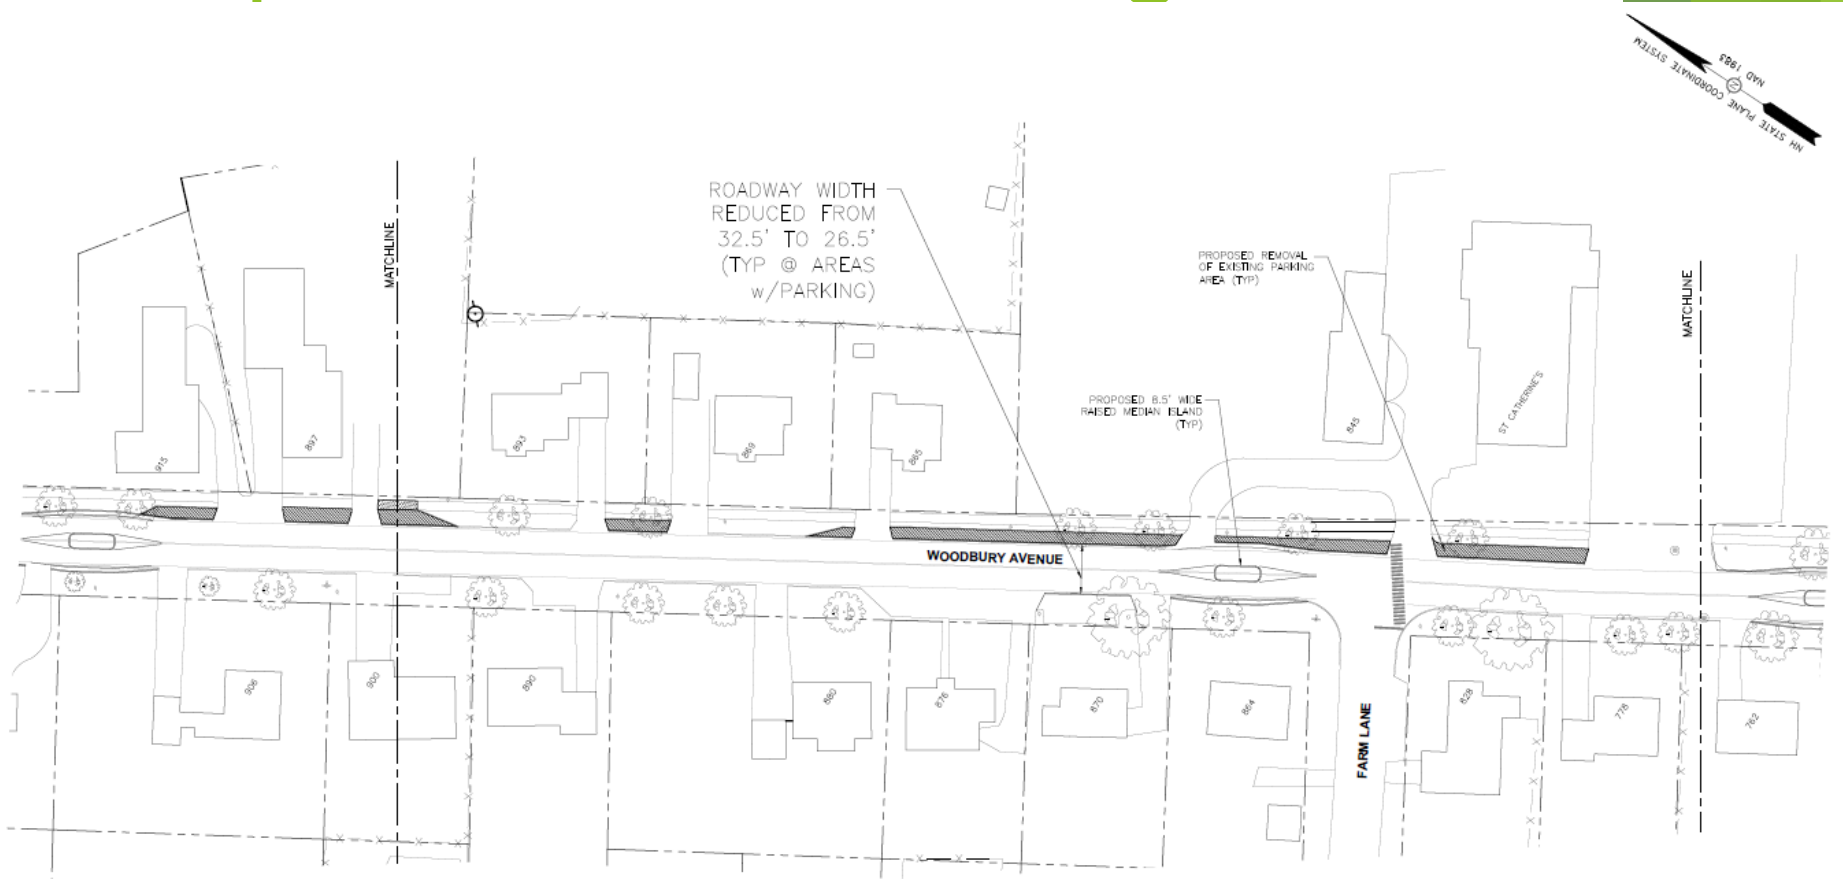 NH STATE PLANE COORDINATE SYSTEM
NAD 1983
N
MATCHLINE
ROADWAY WIDTH
REDUCED FROM
32.5' TO 26.5'
(TYP @ AREAS
w/PARKING)
PROPOSED REMOVAL
OF EXISTING PARKING
AREA (TYP)
MATCHLINE
PROPOSED 8.5' WIDE
RAISED MEDIAN ISLAND
(TYP)
ST CATHERINE'S
915
897
893
869
865
845
WOODBURY AVENUE
906
900
890
880
876
870
864
FARM LANE
828
778
762